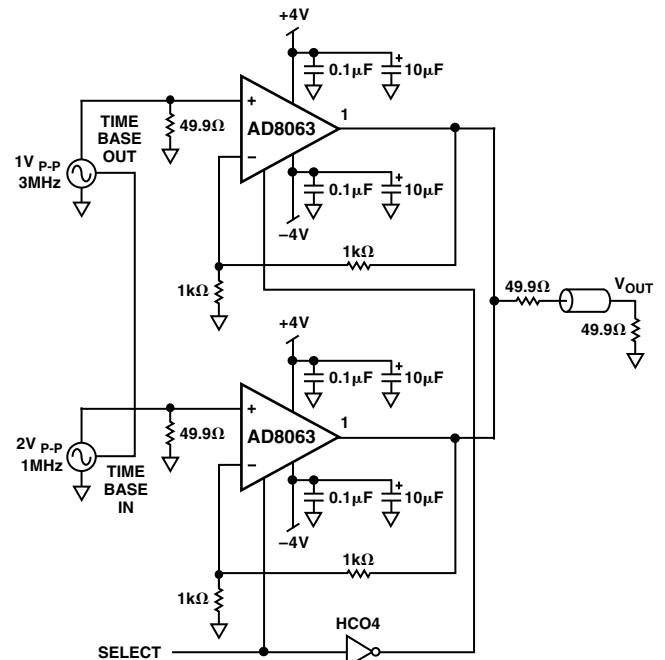 +4V
0.1µF
+
10µF
+
AD8063
1
–
TIME
BASE
OUT
49.9Ω
1V P-P
3MHz
0.1µF
+
10µF
–4V
1kΩ
1kΩ
49.9Ω
VOUT
49.9Ω
+4V
0.1µF
+
10µF
+
AD8063
1
–
49.9Ω
2V P-P
1MHz
TIME
BASE
IN
0.1µF
+
10µF
–4V
1kΩ
1kΩ
HCO4
SELECT